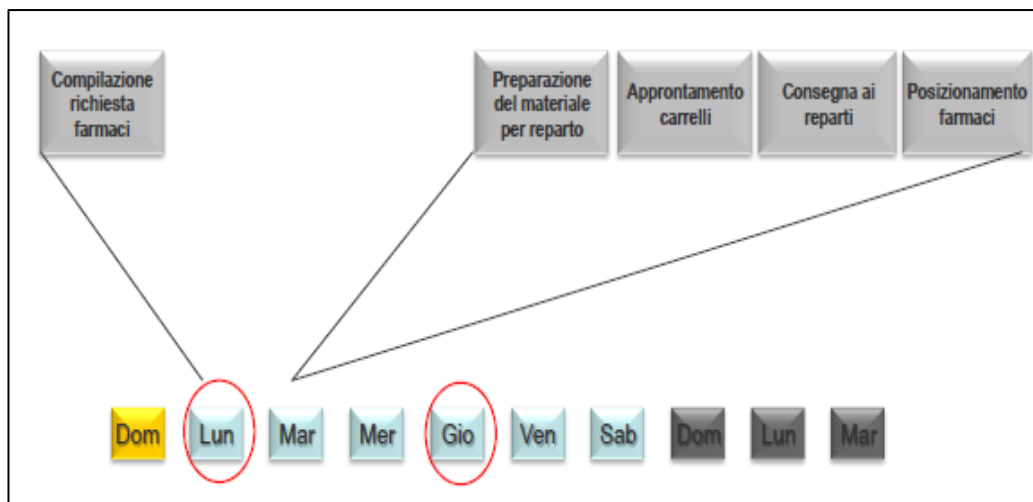 Compilazione
richiesta
farmaci
Preparazione
del materiale
per reparto
Approntamento
carrelli
Consegna ai
reparti
Posizionamento
farmaci
Dom
Lun
Mar
Mer
Gio
Ven
Sab
Dom
Lun
Mar